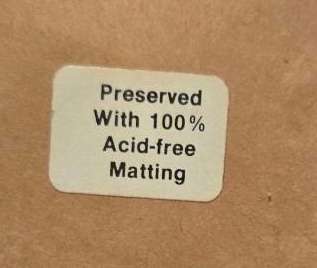 Preserved
With 100%
Acid-free
Matting